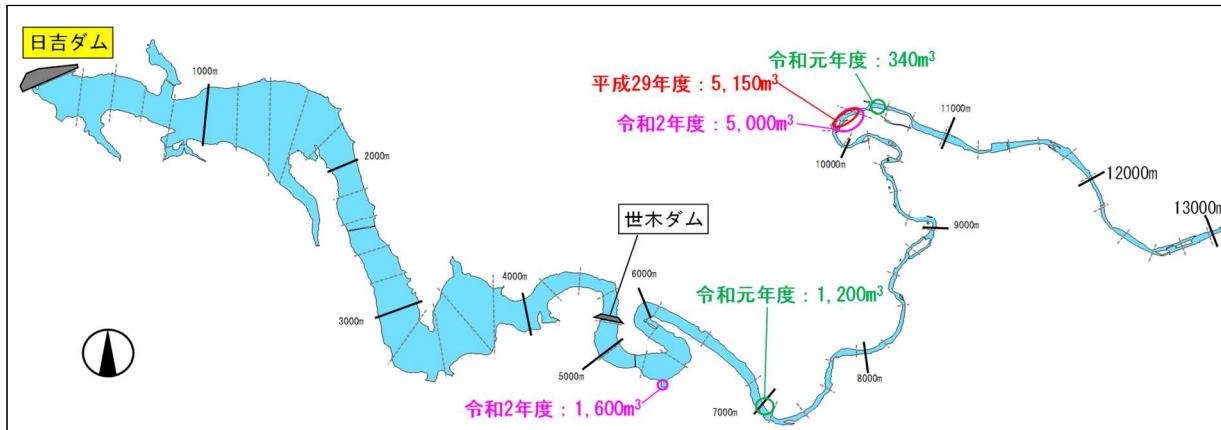 日吉ダム
1000m
2000m
3000m
4000m
世木ダム
5000m
6000m
令和2年度：1,600m³
7000m
令和元年度：1,200m³
8000m
9000m
10000m
平成29年度：5,150m³
令和2年度：5,000m³
令和元年度：340m³
11000m
12000m
13000m